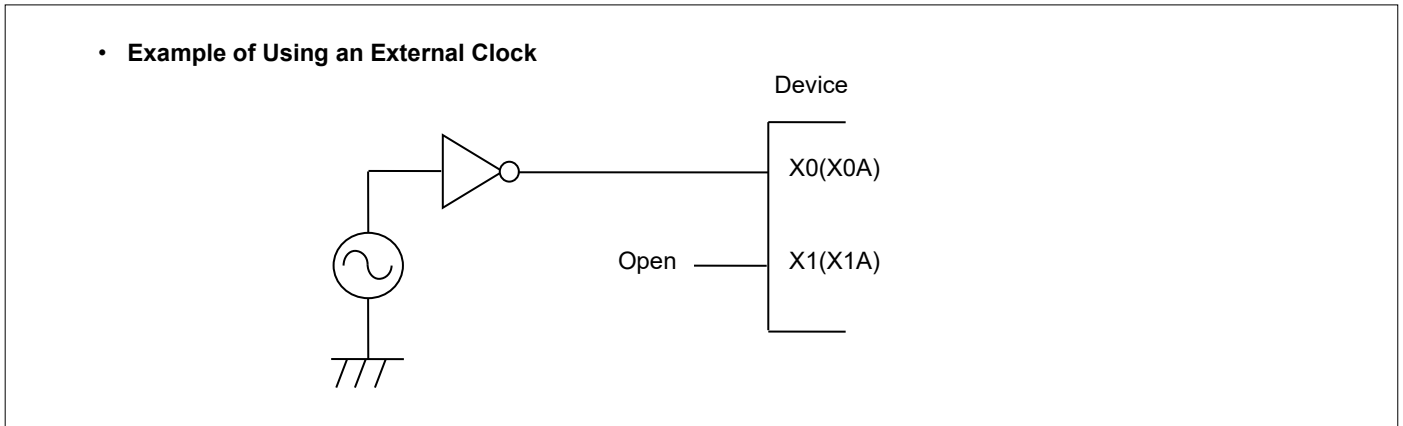 • Example of Using an External Clock
Device
X0(X0A)
Open X1(X1A)